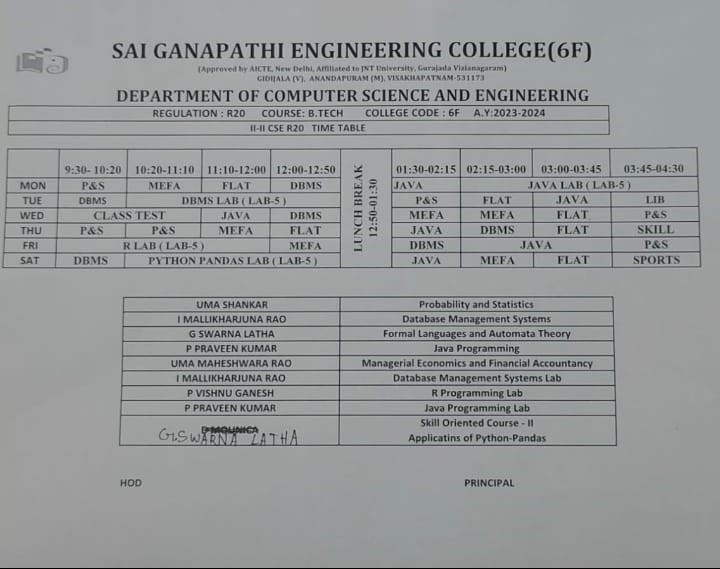 SAI GANAPATHI ENGINEERING COLLEGE(6F)
(Approved by AICTE, New Delhi, Affiliated to JNT University, Gurajada Vizianagaram)
GIDIJALA (V), ANANDAPURAM (M), VISAKHAPATNAM-531173
DEPARTMENT OF COMPUTER SCIENCE AND ENGINEERING
REGULATION : R20 COURSE: B.TECH COLLEGE CODE : 6F A.Y:2023-2024
II-II CSE R20 TIME TABLE
9:30- 10:20 10:20-11:10 11:10-12:00 12:00-12:50 LUNCH BREAK 12:50-01:30 01:30-02:15 02:15-03:00 03:00-03:45 03:45-04:30
MON P&S MEFA FLAT DBMS JAVA JAVA LAB ( LAB-5 )
TUE DBMS DBMS LAB ( LAB-5 ) P&S FLAT JAVA LIB
WED CLASS TEST JAVA DBMS MEFA MEFA FLAT P&S
THU P&S P&S MEFA FLAT JAVA DBMS FLAT SKILL
FRI R LAB ( LAB-5 ) MEFA DBMS JAVA P&S
SAT DBMS PYTHON PANDAS LAB ( LAB-5 ) JAVA MEFA FLAT SPORTS
UMA SHANKAR Probability and Statistics
I MALLIKHARJUNA RAO Database Management Systems
G SWARNA LATHA Formal Languages and Automata Theory
P PRAVEEN KUMAR Java Programming
UMA MAHESHWARA RAO Managerial Economics and Financial Accountancy
I MALLIKHARJUNA RAO Database Management Systems Lab
P VISHNU GANESH R Programming Lab
P PRAVEEN KUMAR Java Programming Lab
Skill Oriented Course - II
G.SWARNA LATHA Applicatins of Python-Pandas
HOD PRINCIPAL